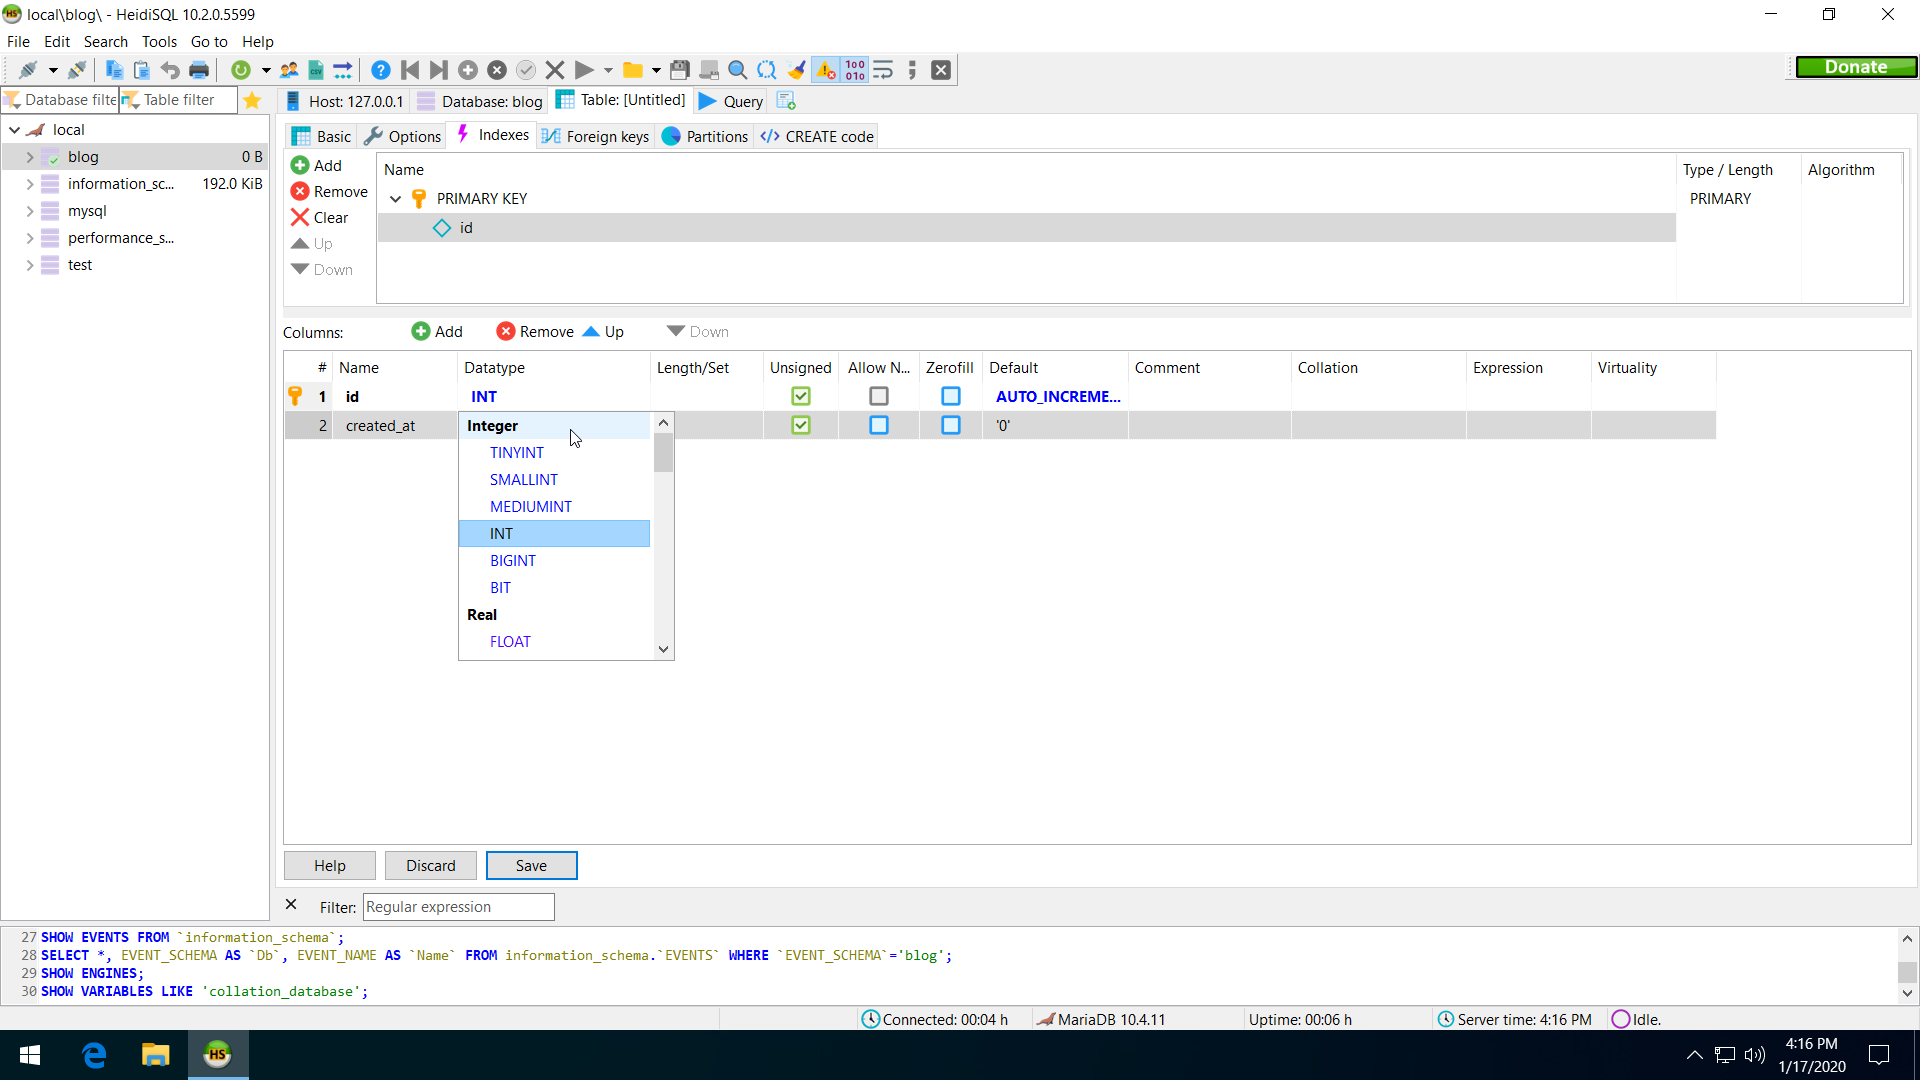 local\blog\ - HeidiSQL 10.2.0.5599
File Edit Search Tools Go to Help
Donate
Database filte Table filter
Host: 127.0.0.1 Database: blog Table: [Untitled] Query
local
blog 0 B
information_sc... 192.0 KiB
mysql
performance_s...
test
Basic Options Indexes Foreign keys Partitions CREATE code
Add
Remove
Clear
Up
Down
Name Type / Length Algorithm
PRIMARY KEY PRIMARY
id
Columns: Add Remove Up Down
# Name Datatype Length/Set Unsigned Allow N... Zerofill Default Comment Collation Expression Virtuality
1 id INT AUTO_INCREME...
2 created_at '0'
Integer
TINYINT
SMALLINT
MEDIUMINT
INT
BIGINT
BIT
Real
FLOAT
Help Discard Save
Filter: Regular expression
27 SHOW EVENTS FROM `information_schema`;
28 SELECT *, EVENT_SCHEMA AS `Db`, EVENT_NAME AS `Name` FROM information_schema.`EVENTS` WHERE `EVENT_SCHEMA`='blog';
29 SHOW ENGINES;
30 SHOW VARIABLES LIKE 'collation_database';
Connected: 00:04 h MariaDB 10.4.11 Uptime: 00:06 h Server time: 4:16 PM Idle.
HS
4:16 PM
1/17/2020